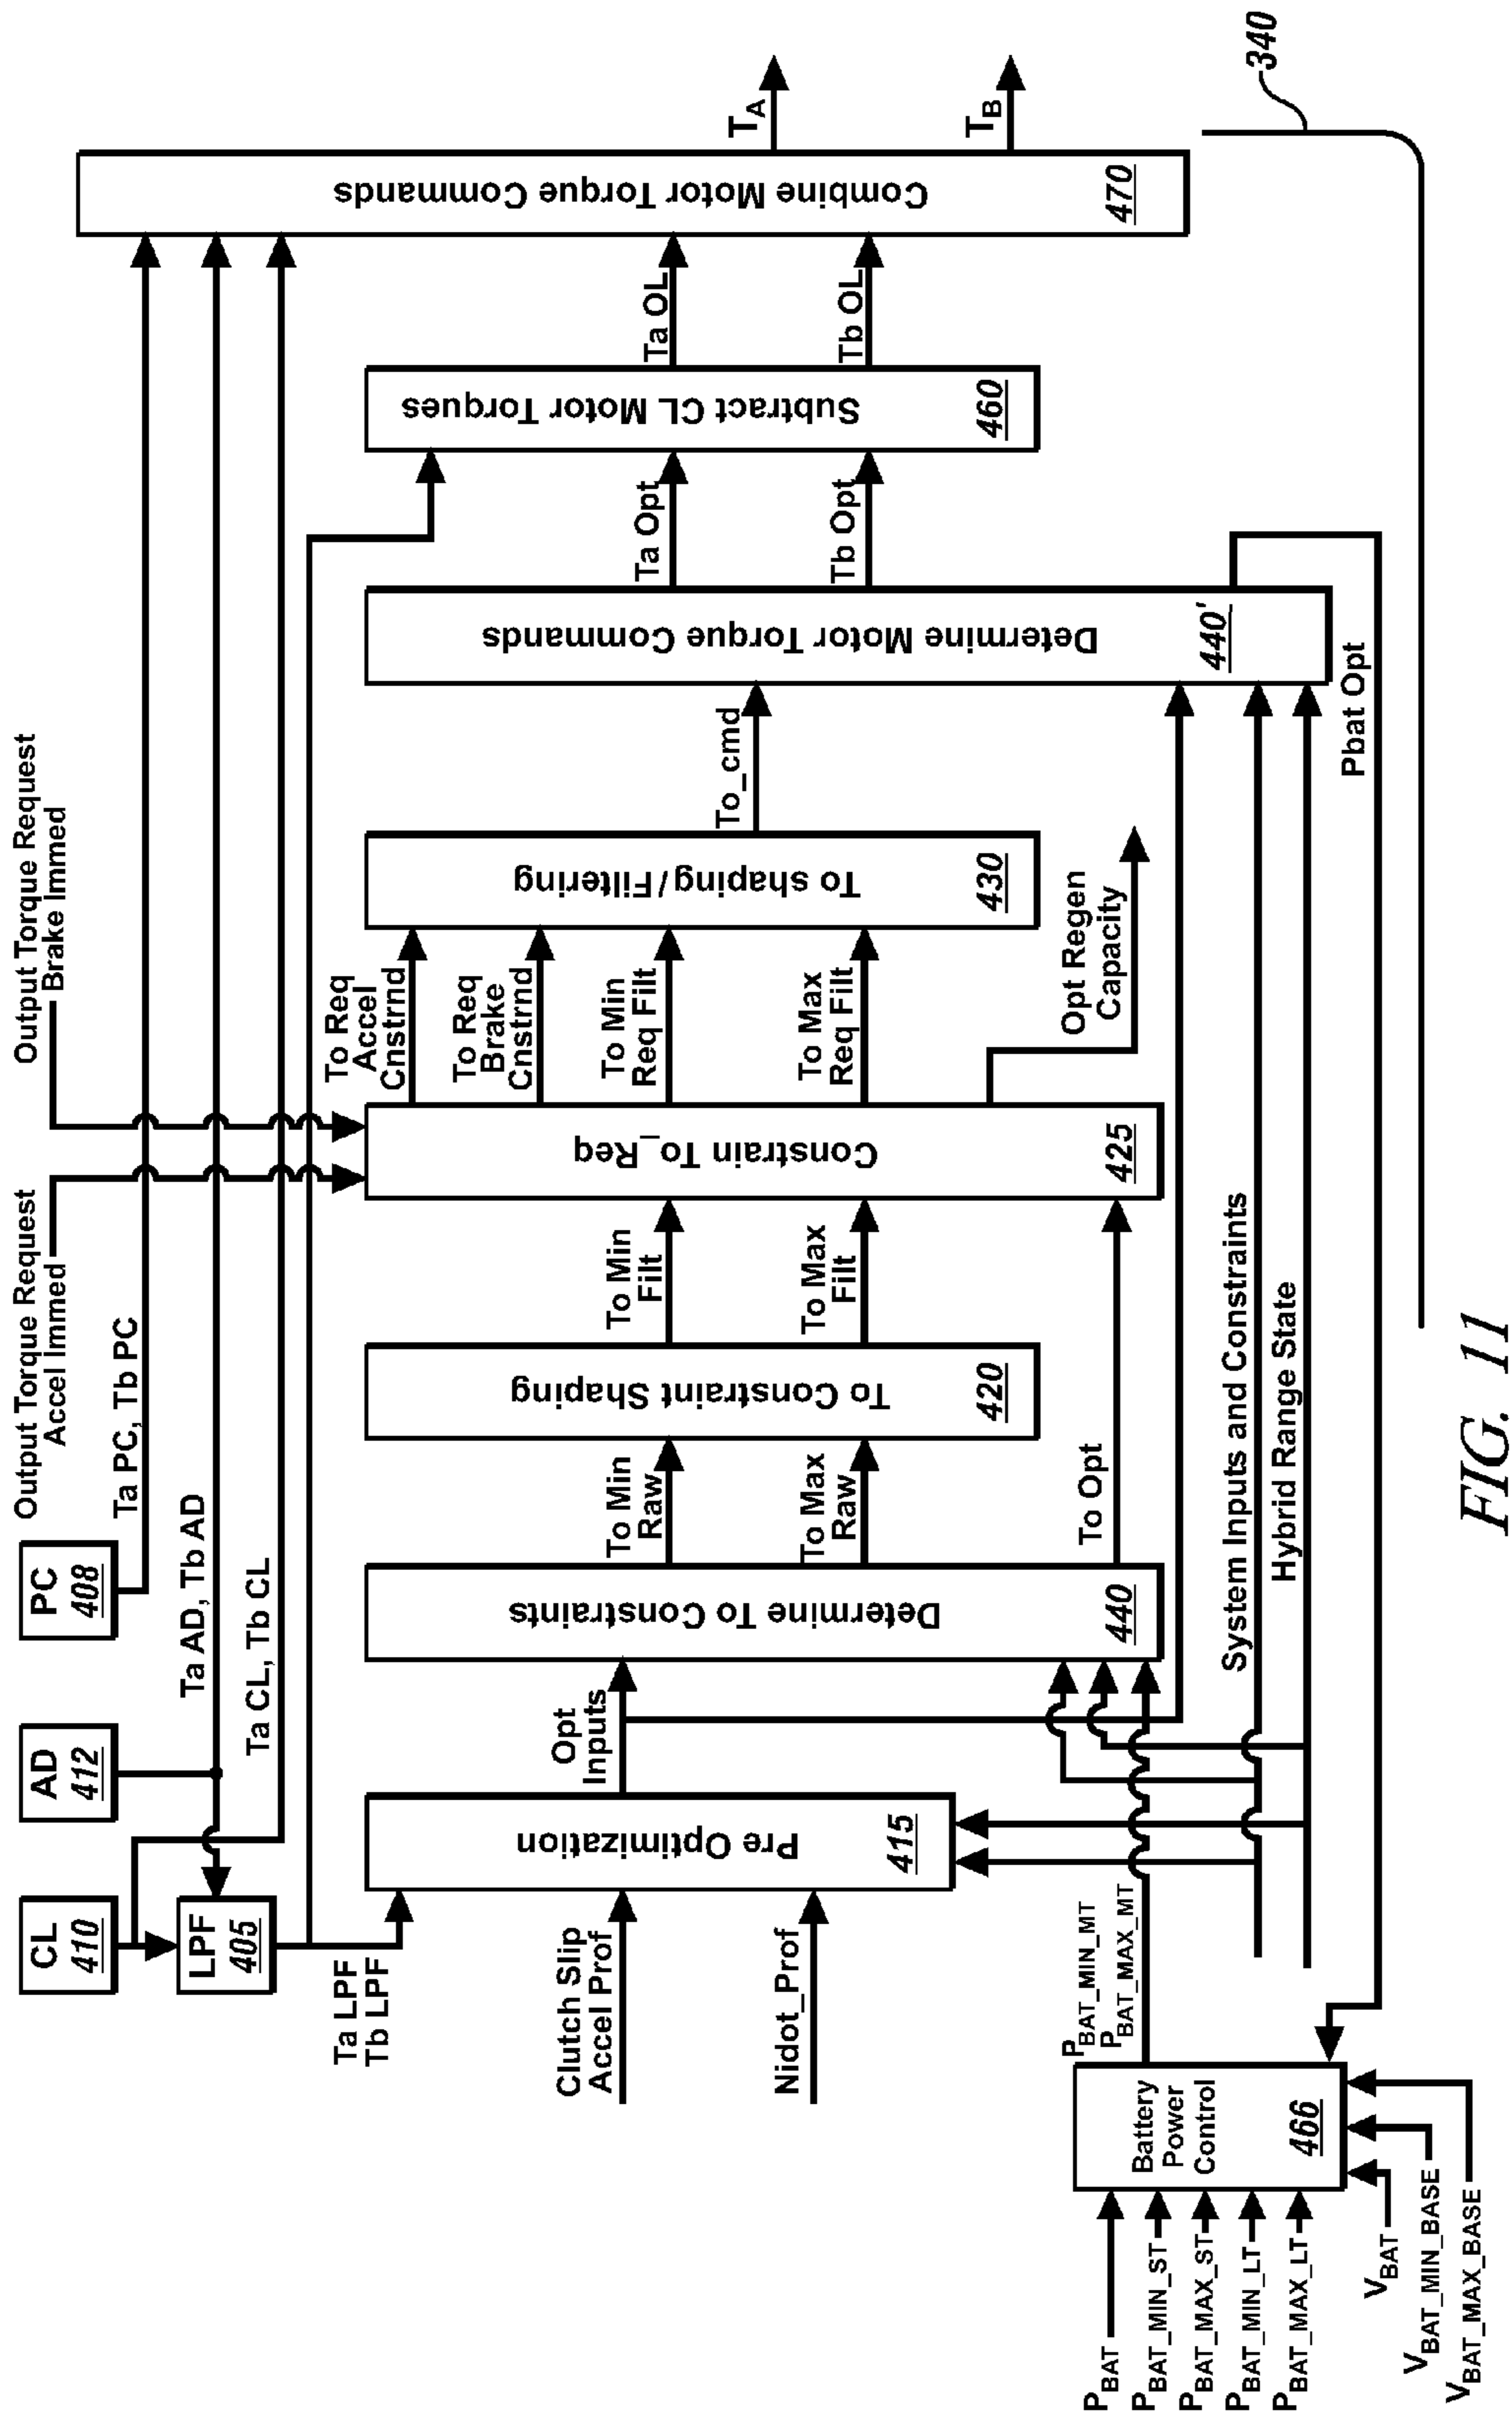 Output Torque Request
Accel Immed
Output Torque Request
Brake Immed
CL
410
AD
412
PC
408
Ta PC, Tb PC
Ta AD, Tb AD
Ta CL, Tb CL
LPF
405
Ta LPF
Tb LPF
Clutch Slip
Accel Prof
Nidot_Prof
Pre Optimization
415
Opt
Inputs
Determine To Constraints
440
To Min
Raw
To Max
Raw
To Opt
To Constraint Shaping
420
To Min
Filt
To Max
Filt
Constrain To_Req
425
To Req
Accel
Cnstrnd
To Req
Brake
Cnstrnd
To Min
Req Filt
To Max
Req Filt
Opt Regen
Capacity
To shaping/Filtering
430
To_cmd
Determine Motor Torque Commands
440'
Ta Opt
Tb Opt
Subtract CL Motor Torques
460
Ta OL
Tb OL
Combine Motor Torque Commands
470
TA
TB
PBAT_MIN_MT
PBAT_MAX_MT
System Inputs and Constraints
Hybrid Range State
Pbat Opt
Battery
Power
Control
466
PBAT
PBAT_MIN_ST
PBAT_MAX_ST
PBAT_MIN_LT
PBAT_MAX_LT
VBAT
VBAT_MIN_BASE
VBAT_MAX_BASE
340
FIG. 11